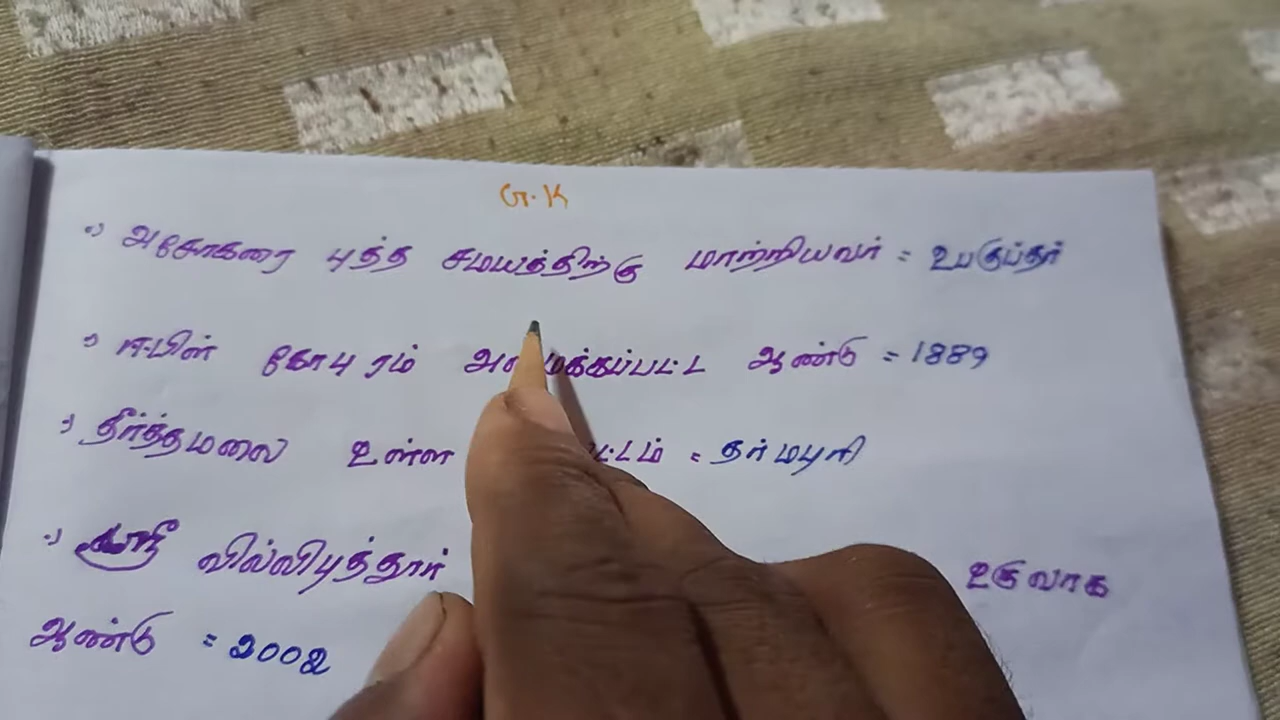 G.K
அசோகரை புத்த சமயத்திற்கு மாற்றியவர் = உபகுப்தர்
ஈபிள் கோபுரம் அமைக்கப்பட்ட ஆண்டு = 1889
தீர்த்தமலை உள்ள ட்டம் = தர்மபுரி
ஸ்ரீ வில்லிபுத்தூர் உருவாக
ஆண்டு = 2002